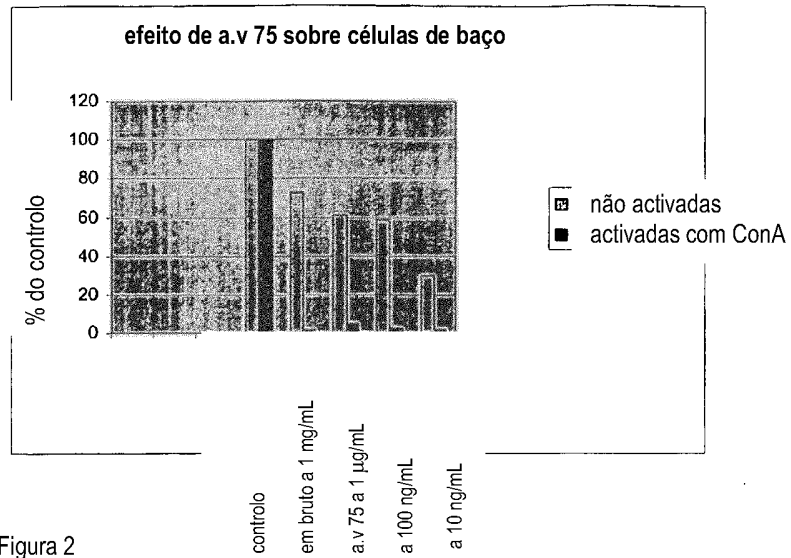 efeito de a.v 75 sobre células de baço
120
100
80
60
40
20
0
% do controlo
não activadas
activadas com ConA
controlo
em bruto a 1 mg/mL
a.v 75 a 1 µg/mL
a 100 ng/mL
a 10 ng/mL
Figura 2